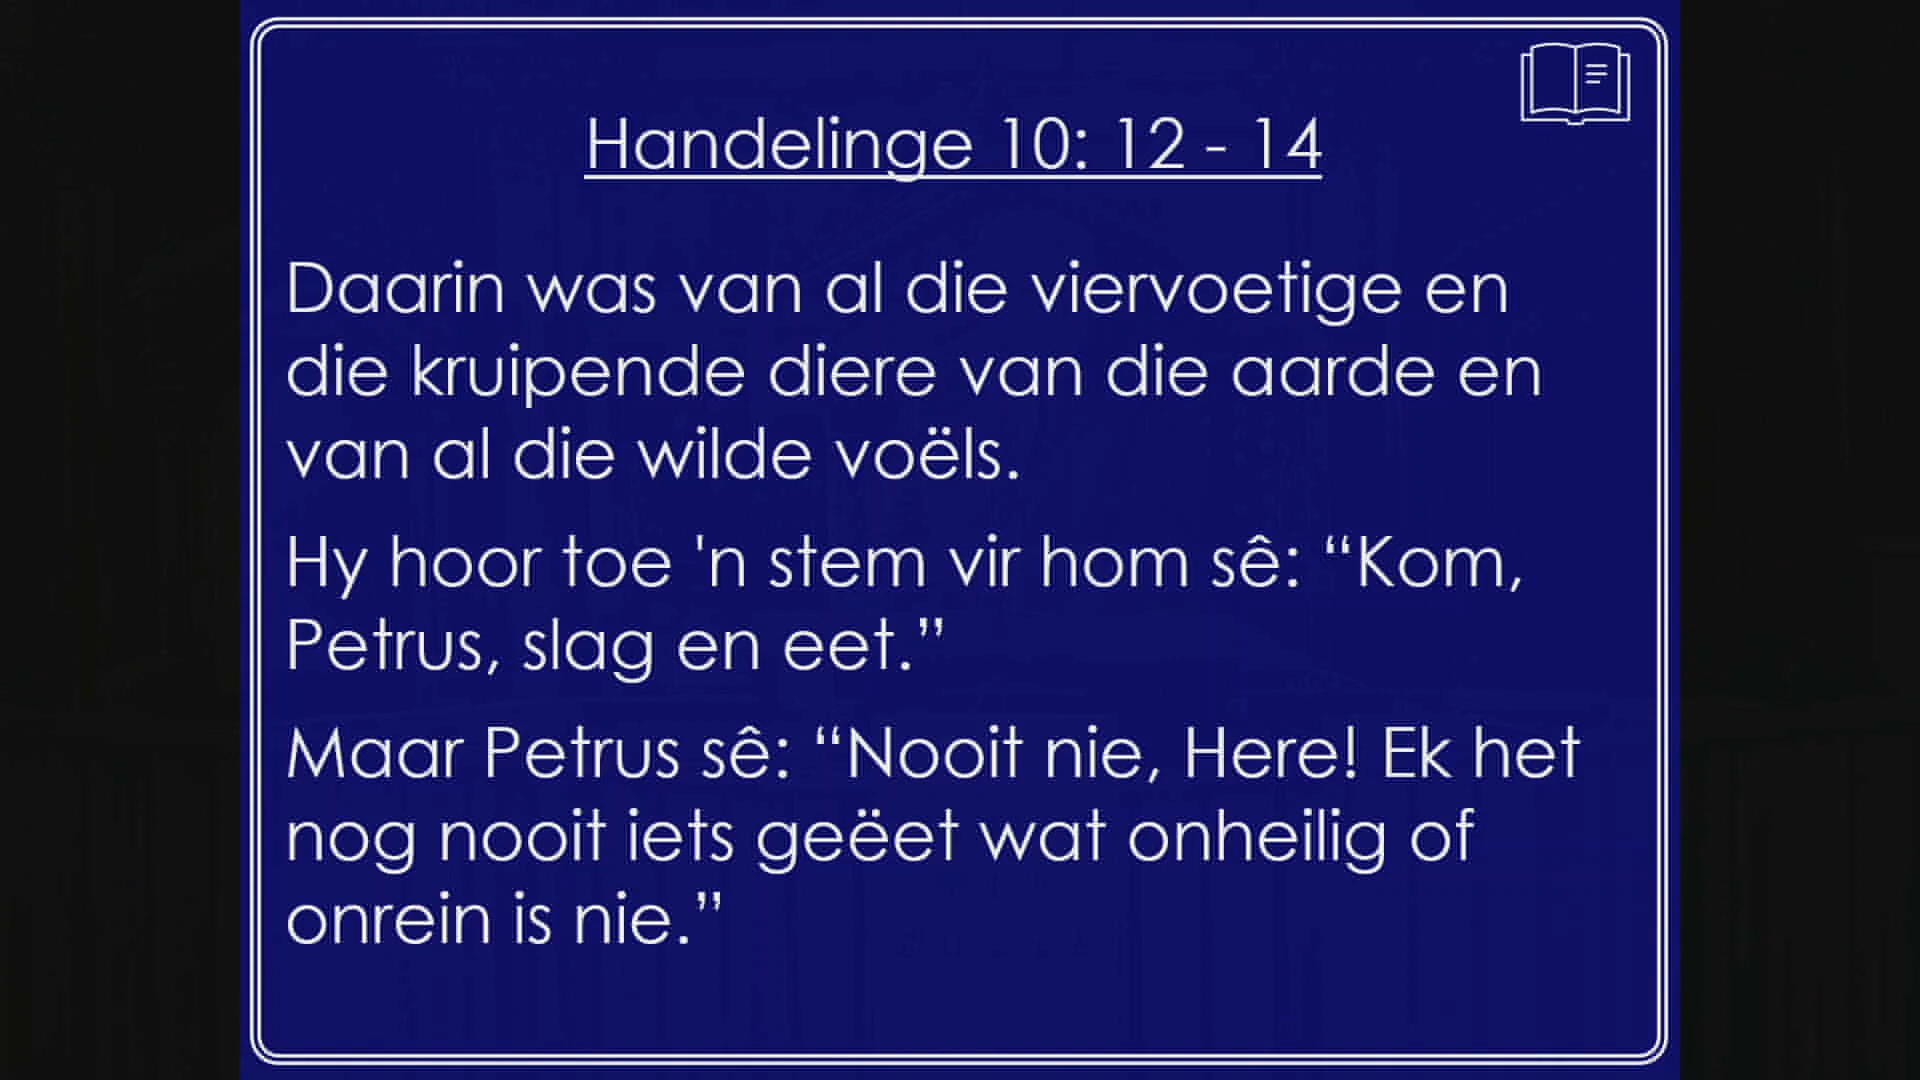 Handelinge 10: 12 - 14
Daarin was van al die viervoetige en
die kruipende diere van die aarde en
van al die wilde voëls.
Hy hoor toe 'n stem vir hom sê: “Kom,
Petrus, slag en eet.”
Maar Petrus sê: “Nooit nie, Here! Ek het
nog nooit iets geëet wat onheilig of
onrein is nie.”